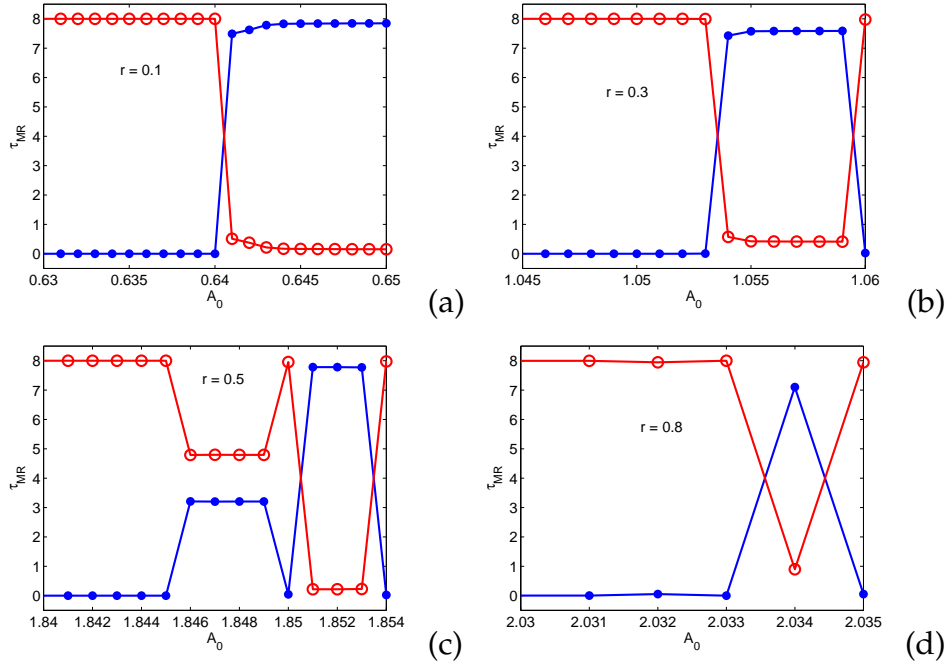 8
7
6
5
4
3
2
1
0
τMR
r = 0.1
0.63 0.635 0.64 0.645 0.65
A0
(a)
8
7
6
5
4
3
2
1
0
τMR
r = 0.3
1.045 1.05 1.055 1.06
A0
(b)
8
7
6
5
4
3
2
1
0
τMR
r = 0.5
1.84 1.842 1.844 1.846 1.848 1.85 1.852 1.854
A0
(c)
8
7
6
5
4
3
2
1
0
τMR
r = 0.8
2.03 2.031 2.032 2.033 2.034 2.035
A0
(d)